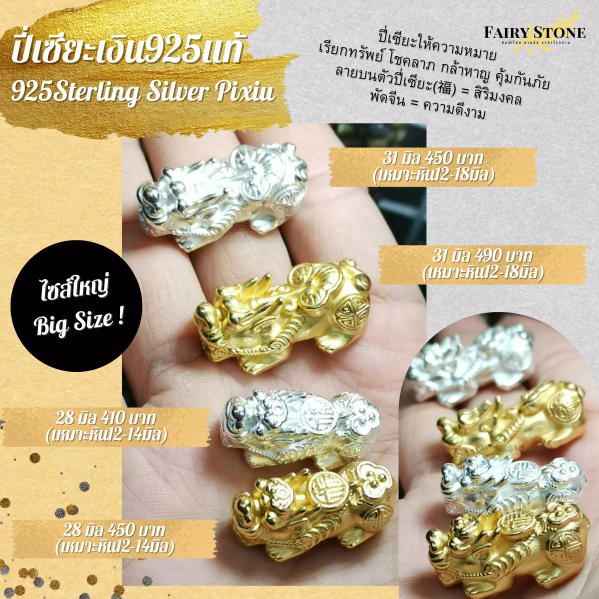 ปี่เซียะเงิน925แท้
925Sterling Silver Pixiu
FAIRY STONE
ปี่เซียะให้ความหมาย
เรียกทรัพย์ โชคลาภ กล้าหาญ คุ้มกันภัย
ลายบนตัวปี่เซียะ(福) = สิริมงคล
พัดจีน = ความดีงาม
31 มิล 450 บาท
(เหมาะหิน12-18มิล)
31 มิล 490 บาท
(เหมาะหิน12-18มิล)
ไซส์ใหญ่
Big Size !
28 มิล 410 บาท
(เหมาะหิน12-14มิล)
28 มิล 450 บาท
(เหมาะหิน12-14มิล)